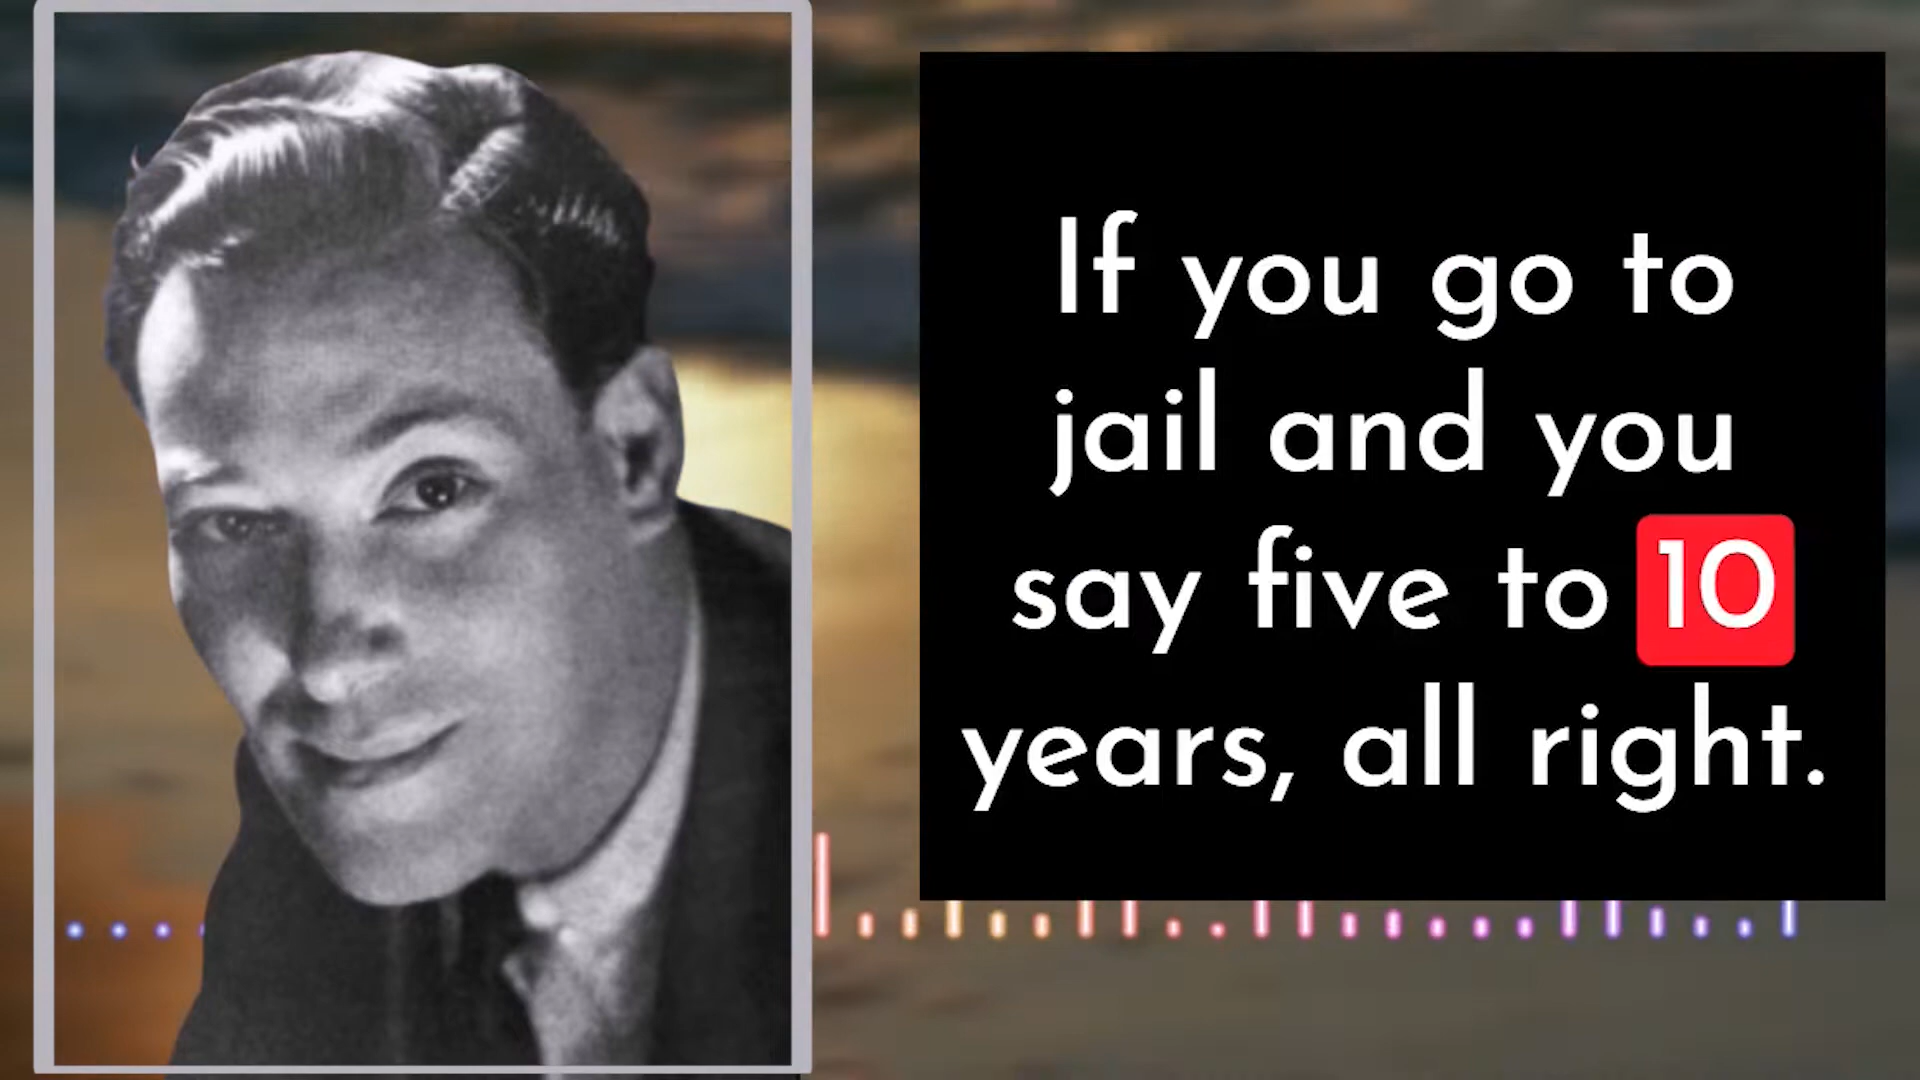 If you go to
jail and you
say five to 10
years, all right.